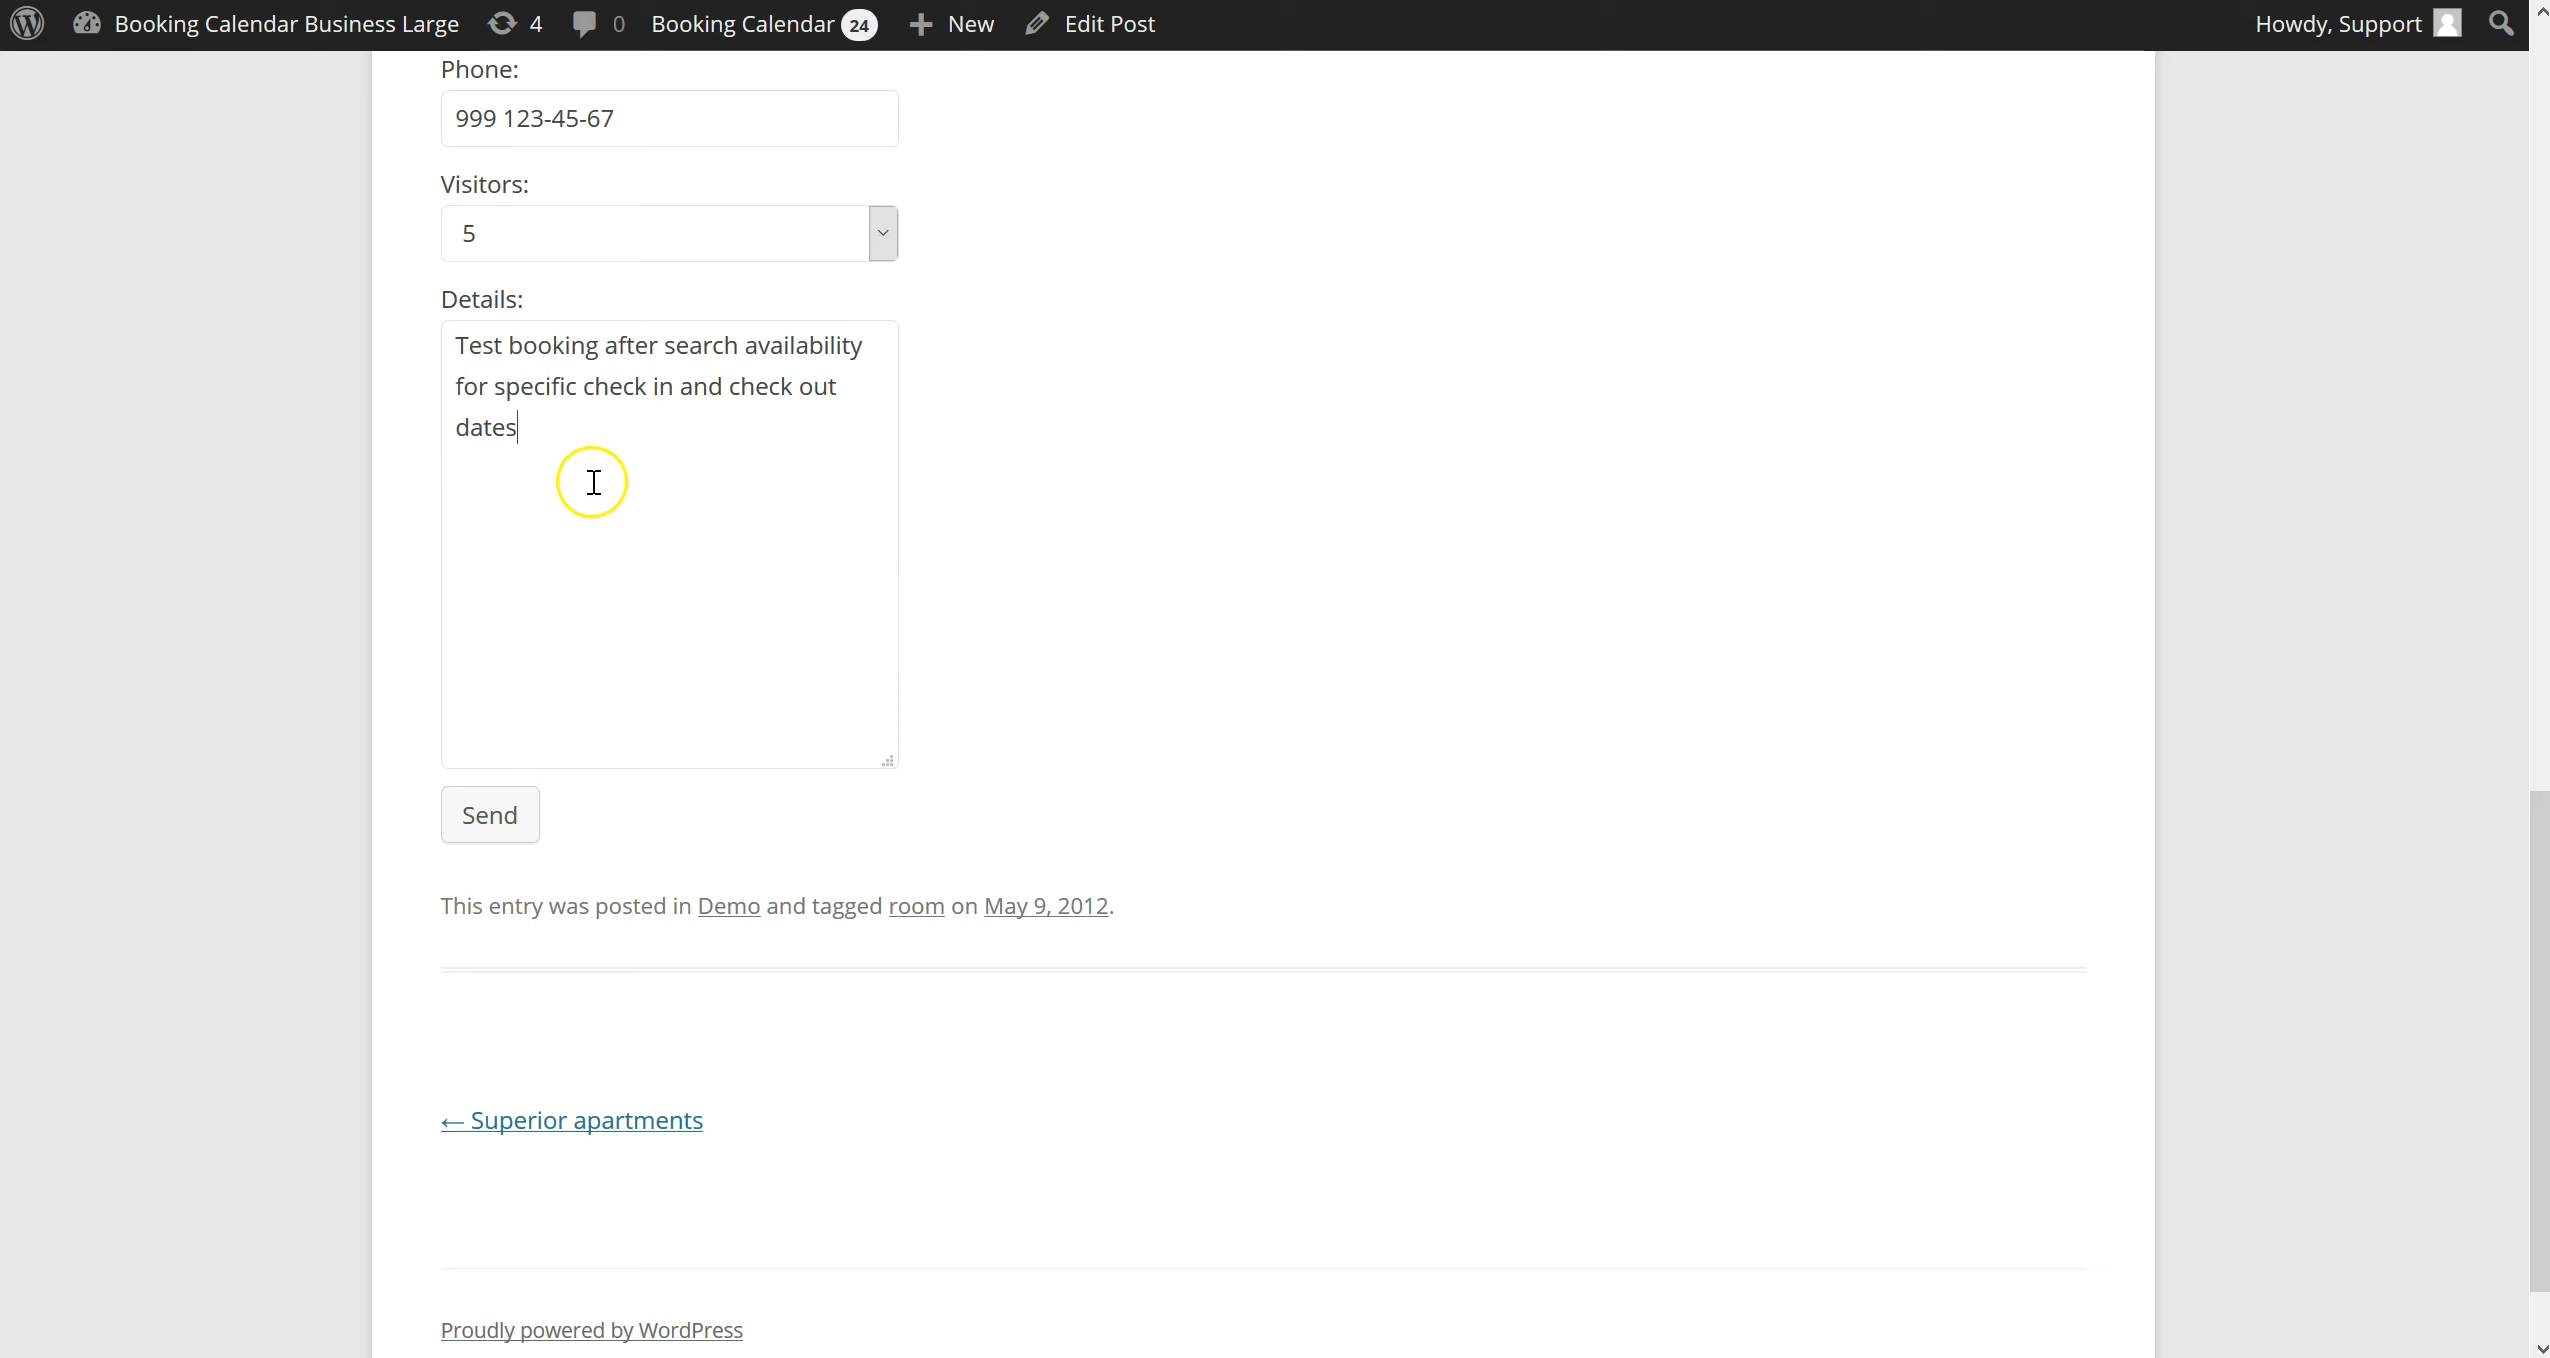 Booking Calendar Business Large 4 0 Booking Calendar 24 New Edit Post Howdy, Support
Phone:
999 123-45-67
Visitors:
5
Details:
Test booking after search availability
for specific check in and check out
dates
Send
This entry was posted in Demo and tagged room on May 9, 2012.
← Superior apartments
Proudly powered by WordPress